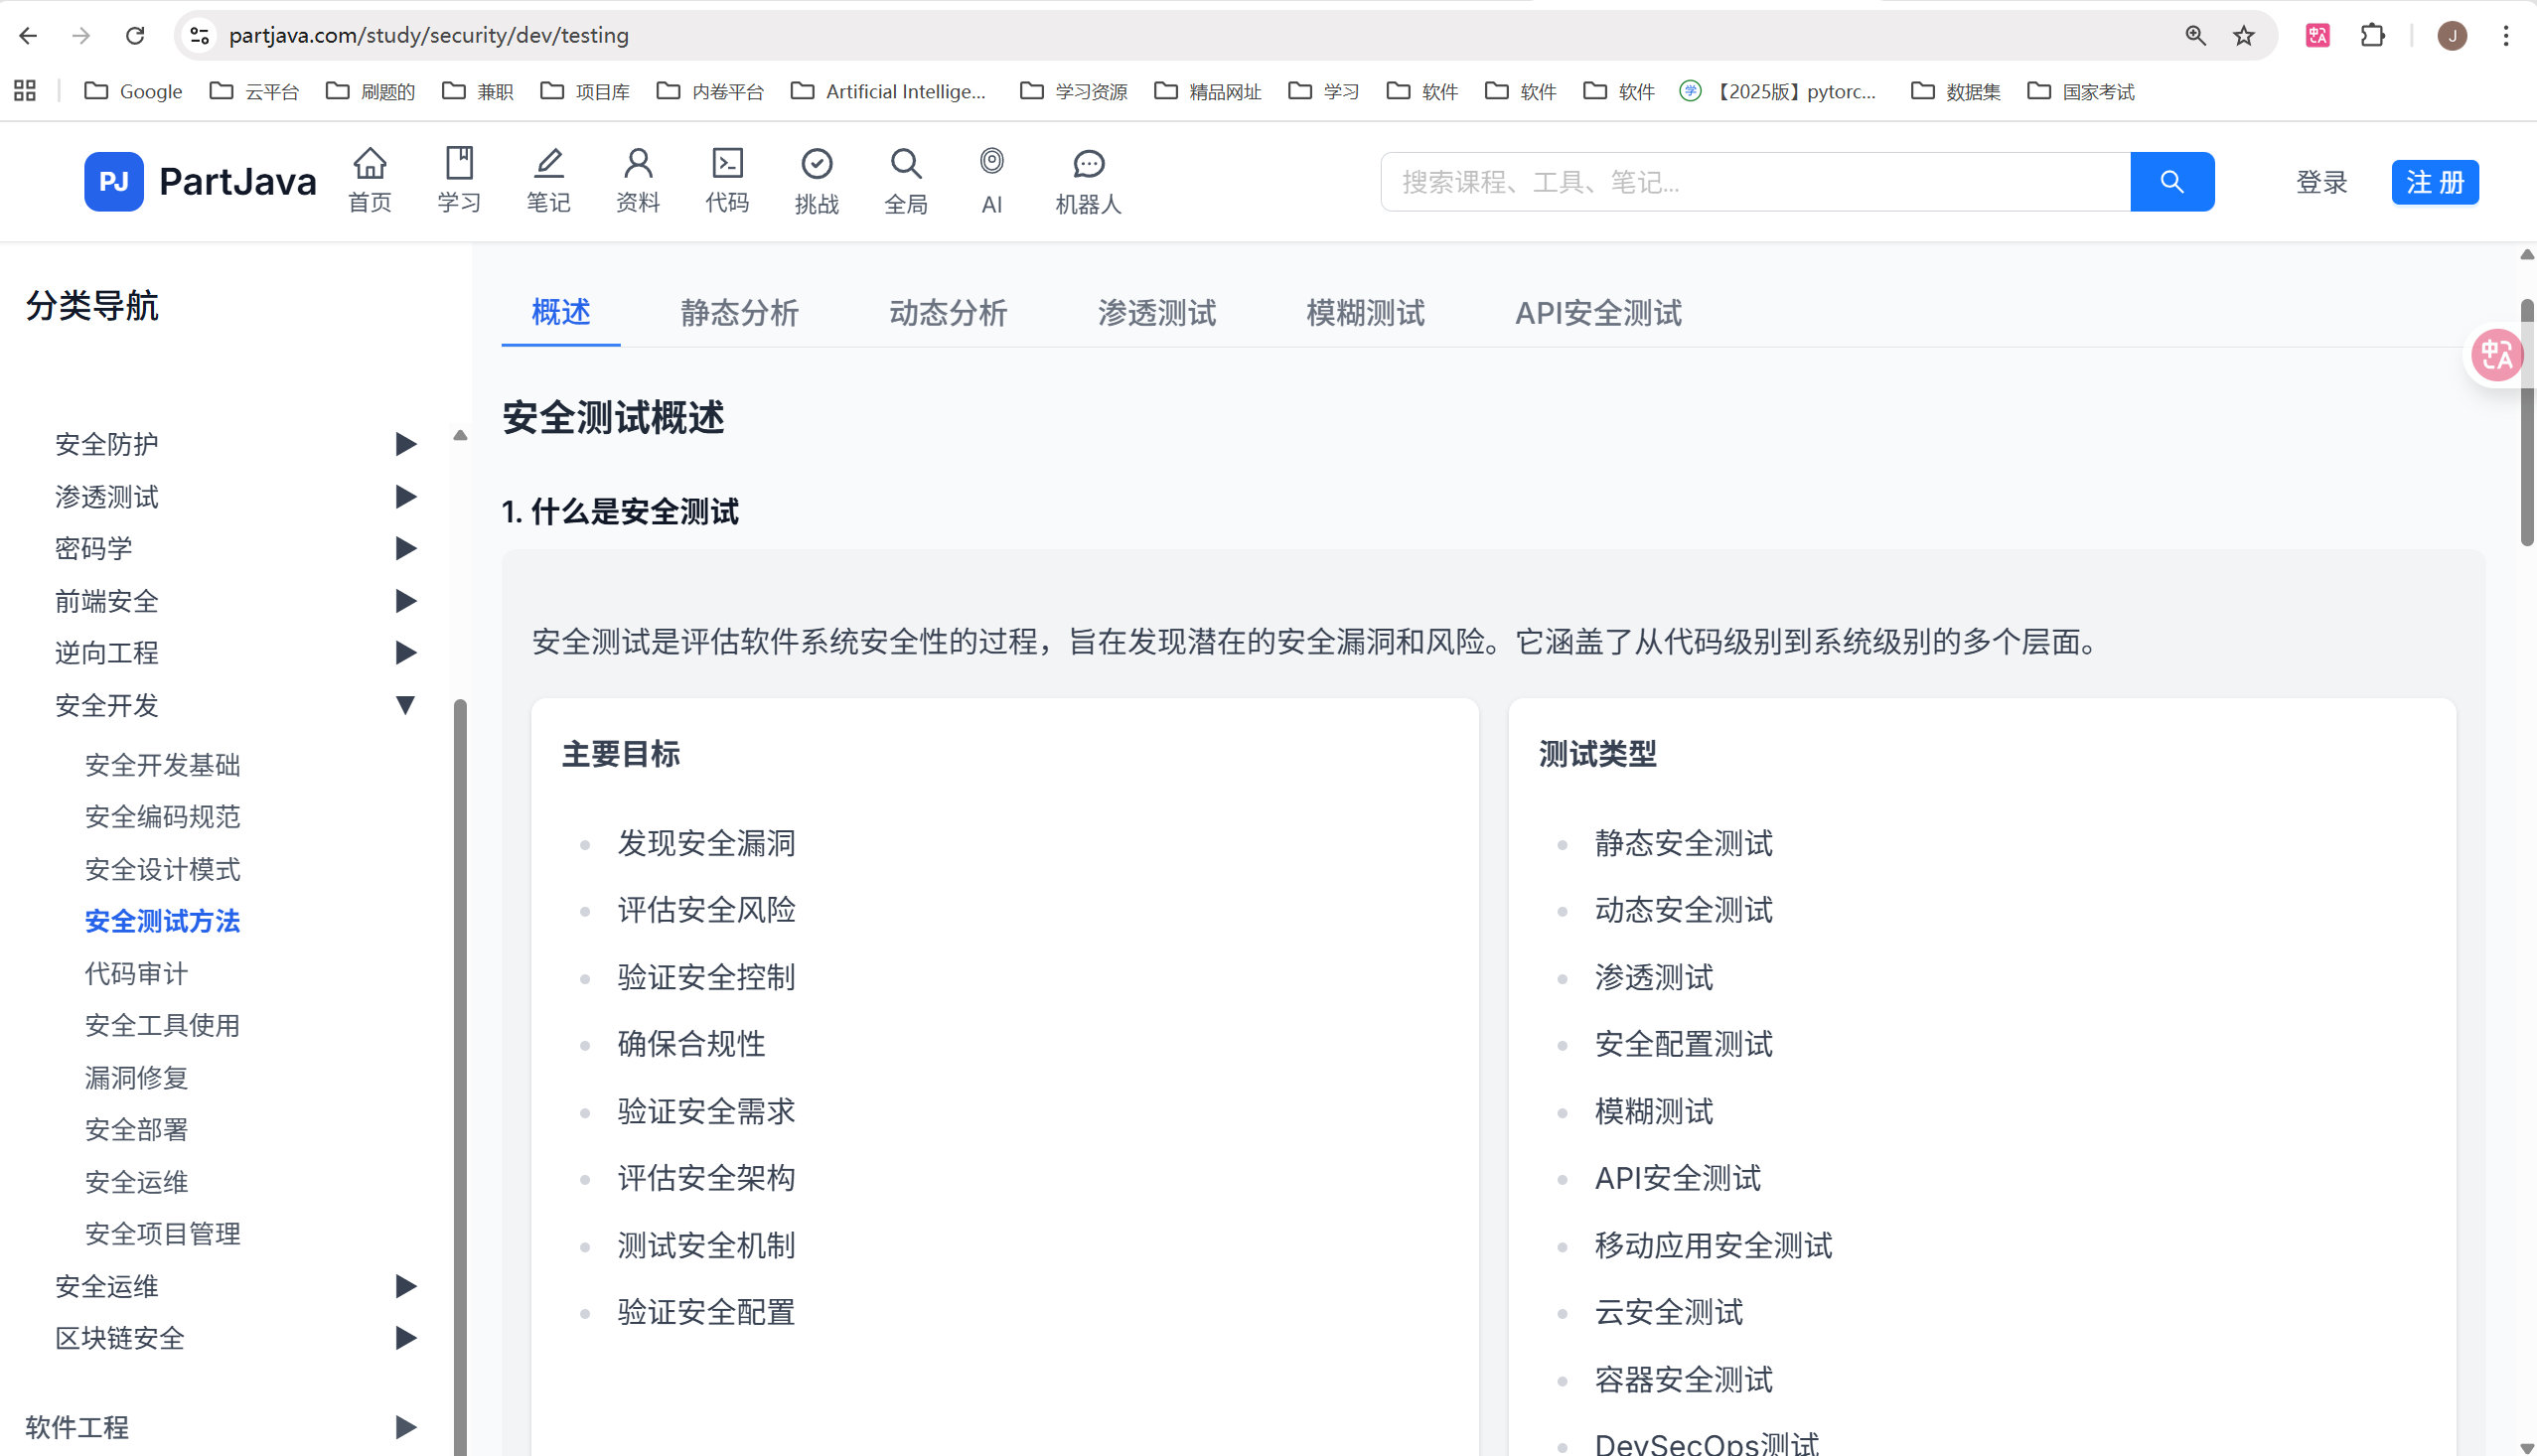 partjava.com/study/security/dev/testing
J
Google 云平台 刷题的 兼职 项目库 内卷平台 Artificial Intellige... 学习资源 精品网址 学习 软件 软件 软件 【2025版】pytorc... 数据集 国家考试
PJ PartJava 首页 学习 笔记 资料 代码 挑战 全局 AI 机器人 搜索课程、工具、笔记... 登录 注 册
分类导航
安全防护
渗透测试
密码学
前端安全
逆向工程
安全开发
安全开发基础
安全编码规范
安全设计模式
安全测试方法
代码审计
安全工具使用
漏洞修复
安全部署
安全运维
安全项目管理
安全运维
区块链安全
软件工程
概述 静态分析 动态分析 渗透测试 模糊测试 API安全测试
安全测试概述
1. 什么是安全测试
安全测试是评估软件系统安全性的过程，旨在发现潜在的安全漏洞和风险。它涵盖了从代码级别到系统级别的多个层面。
主要目标
发现安全漏洞
评估安全风险
验证安全控制
确保合规性
验证安全需求
评估安全架构
测试安全机制
验证安全配置
测试类型
静态安全测试
动态安全测试
渗透测试
安全配置测试
模糊测试
API安全测试
移动应用安全测试
云安全测试
容器安全测试
DevSecOps测试